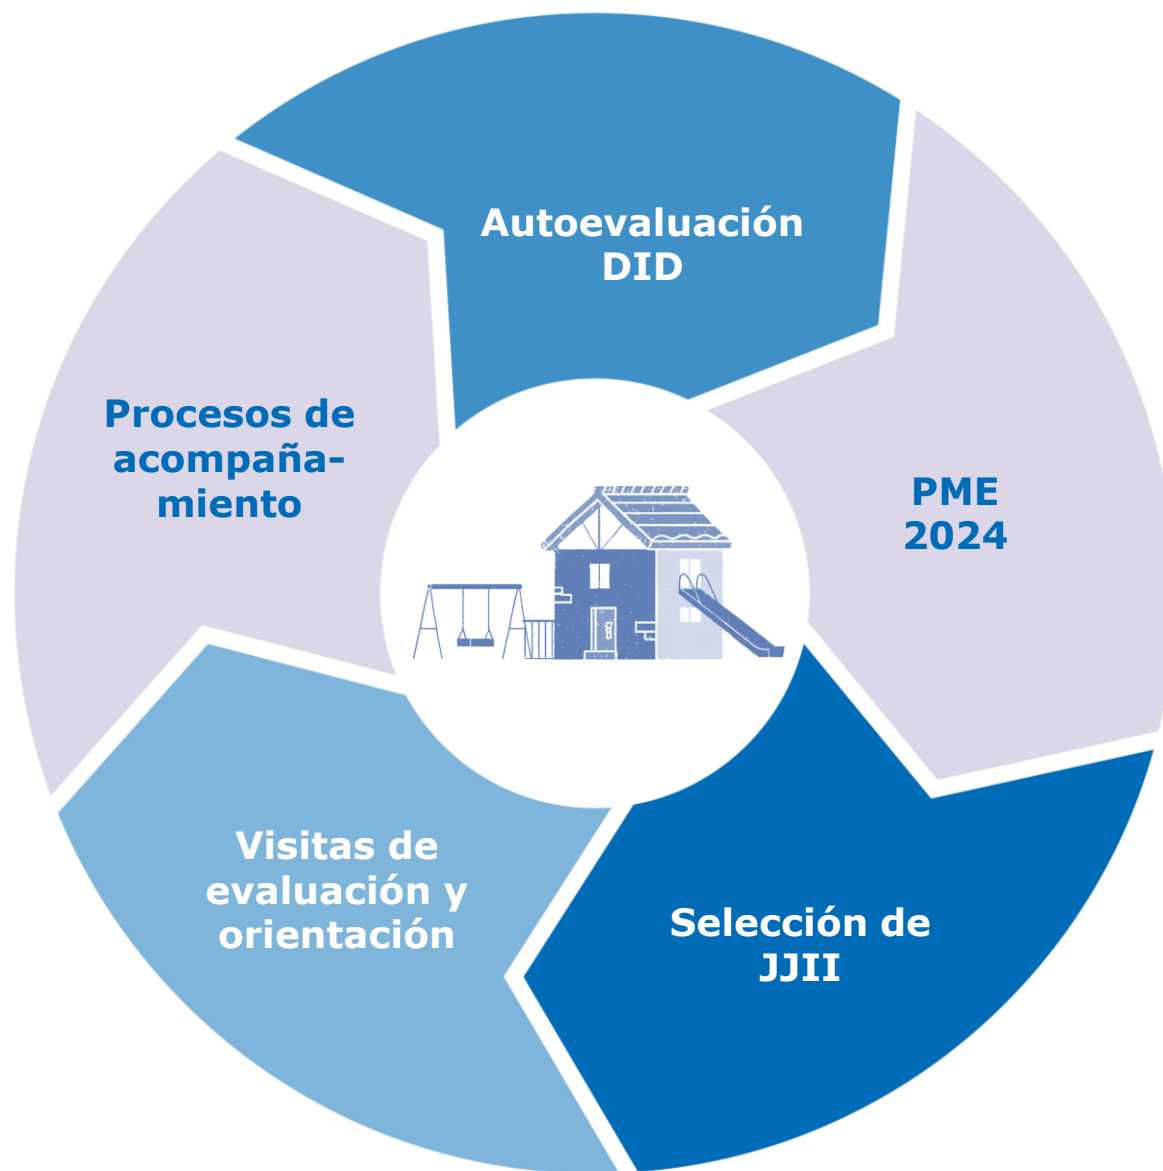 Autoevaluación
DID
PME
2024
Selección de
JJII
Visitas de
evaluación y
orientación
Procesos de
acompaña-
miento